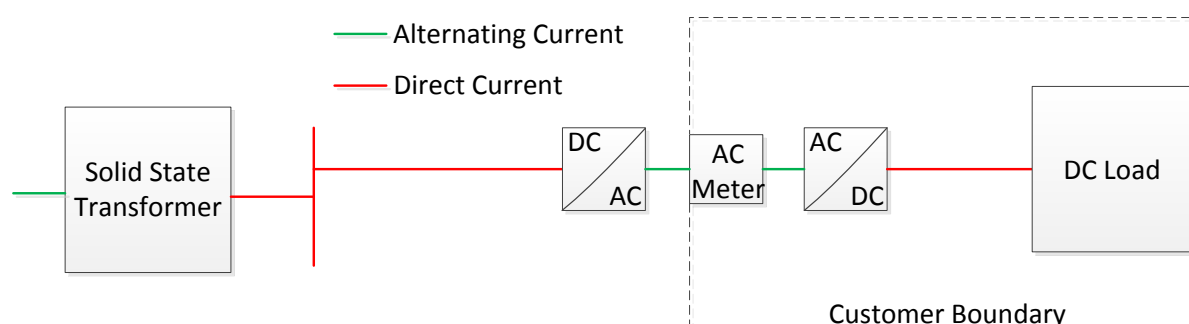 Alternating Current
Direct Current
Solid State
Transformer
DC
AC
AC
Meter
AC
DC
DC Load
Customer Boundary